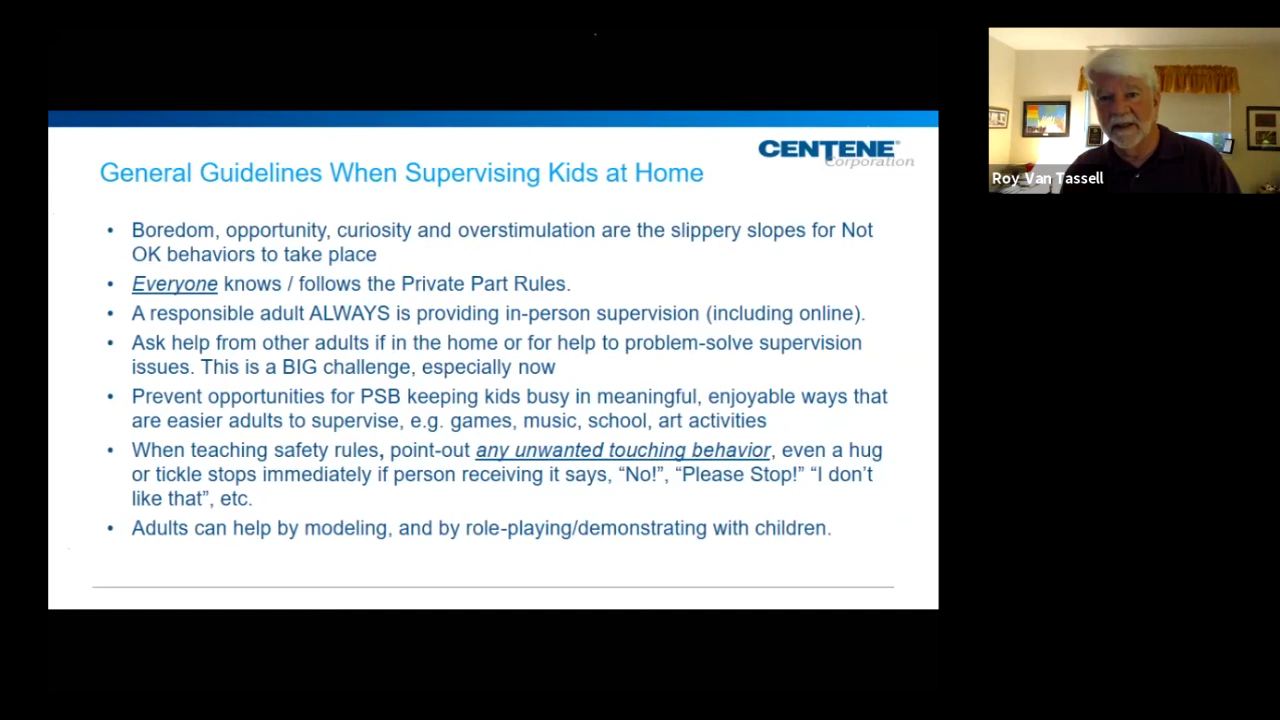 CENTENE®
Corporation
General Guidelines When Supervising Kids at Home
• Boredom, opportunity, curiosity and overstimulation are the slippery slopes for Not
OK behaviors to take place
• Everyone knows / follows the Private Part Rules.
• A responsible adult ALWAYS is providing in-person supervision (including online).
• Ask help from other adults if in the home or for help to problem-solve supervision
issues. This is a BIG challenge, especially now
• Prevent opportunities for PSB keeping kids busy in meaningful, enjoyable ways that
are easier adults to supervise, e.g. games, music, school, art activities
• When teaching safety rules, point-out any unwanted touching behavior, even a hug
or tickle stops immediately if person receiving it says, “No!”, “Please Stop!” “I don’t
like that”, etc.
• Adults can help by modeling, and by role-playing/demonstrating with children.
Roy Van Tassell